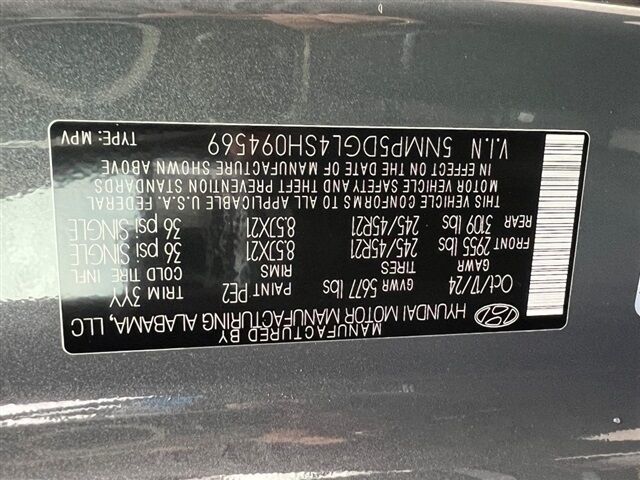 MANUFACTURED BY
HYUNDAI MOTOR MANUFACTURING ALABAMA, LLC
Oct/17/24 GVWR 5677 lbs PAINT PE2 TRIM 3YY
GAWR TIRES RIMS COLD TIRE INFL
FRONT 2955 lbs 245/45R21 8.5JX21 36 psi SINGLE
REAR 3109 lbs 245/45R21 8.5JX21 36 psi SINGLE
THIS VEHICLE CONFORMS TO ALL APPLICABLE U.S.A. FEDERAL
MOTOR VEHICLE SAFETY AND THEFT PREVENTION STANDARDS
IN EFFECT ON THE DATE OF MANUFACTURE SHOWN ABOVE
V.I.N 5NMP5DGL4SH094569 TYPE: MPV